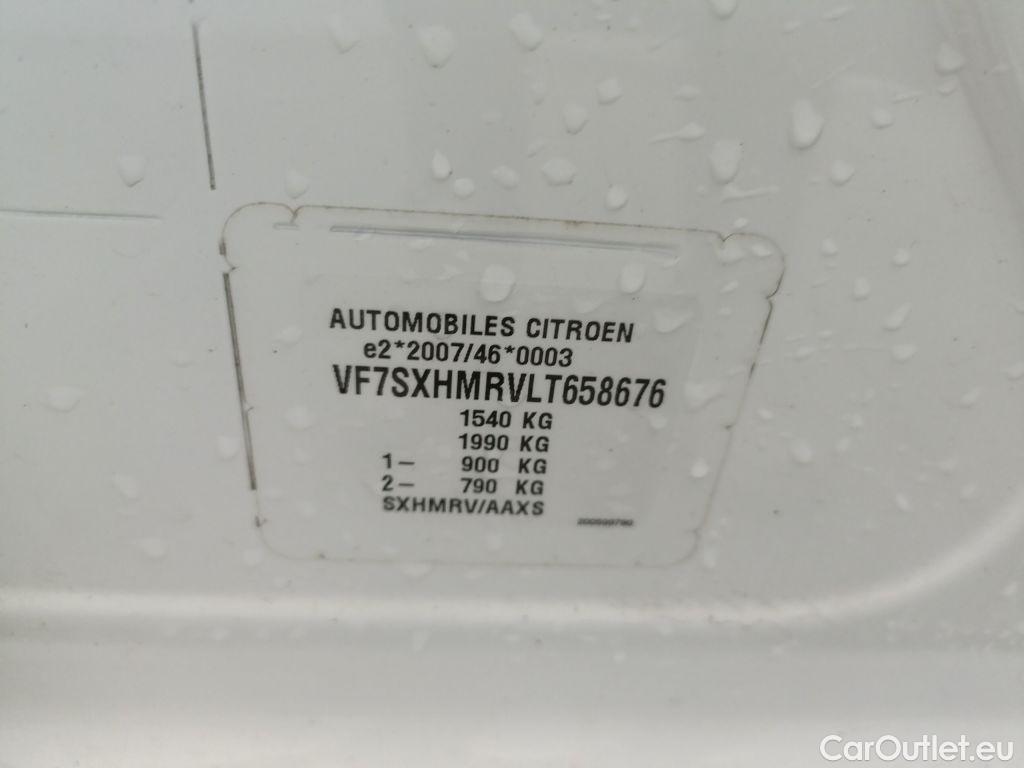 AUTOMOBILES CITROEN
e2*2007/46*0003
VF7SXHMRVLT658676
1540 KG
1990 KG
1- 900 KG
2- 790 KG
SXHMRV/AAXS
CarOutlet.eu